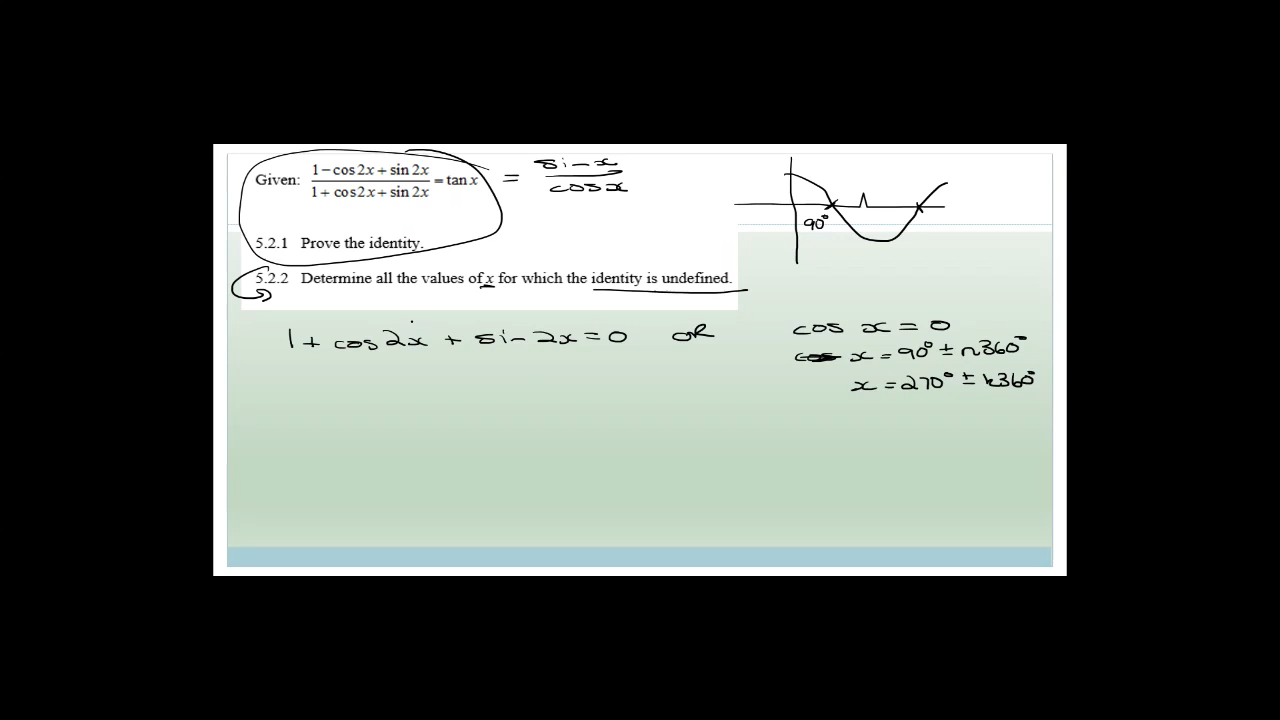 Given: (1 − cos 2x + sin 2x)/(1 + cos 2x + sin 2x) = tan x = sin x/cos x
90°
5.2.1 Prove the identity.
5.2.2 Determine all the values of x for which the identity is undefined.
1 + cos 2x + sin 2x = 0 OR cos x = 0
x = 90° ± n360°
x = 270° ± k360°